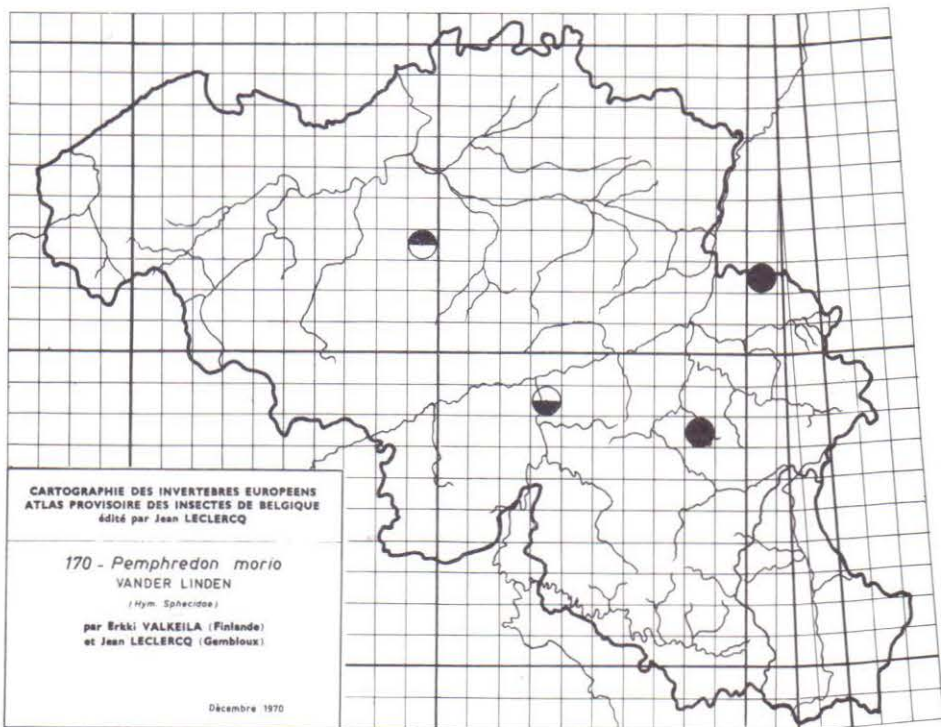 CARTOGRAPHIE DES INVERTEBRES EUROPEENS
ATLAS PROVISOIRE DES INSECTES DE BELGIQUE
édité par Jean LECLERCQ
170 - Pemphredon morio
VANDER LINDEN
(Hym. Sphecidae)
par Erkki VALKEILA (Finlande)
et Jean LECLERCQ (Gembloux)
Décembre 1970